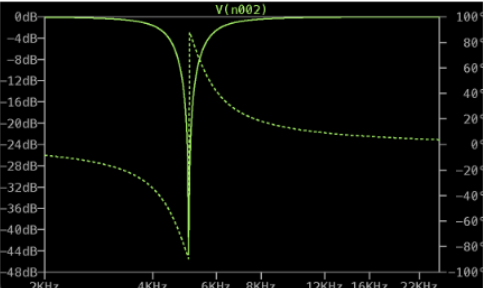 V(n002)
0dB 100°
-4dB 80°
-8dB 60°
-12dB 40°
-16dB 20°
-20dB 0°
-24dB -20°
-28dB -40°
-32dB -60°
-36dB -80°
-40dB -100°
-44dB
-48dB
2KHz 4KHz 6KHz 8KHz 12KHz 16KHz 22KHz